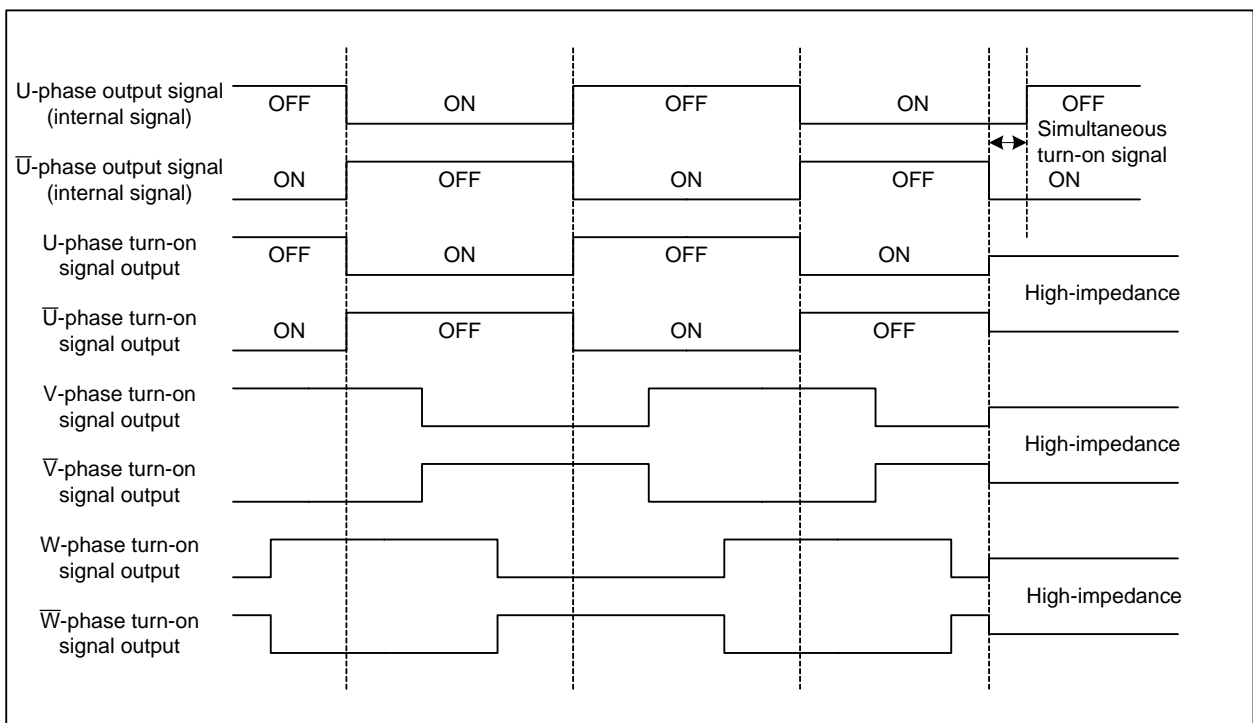 U-phase output signal
(internal signal)
OFF
ON
OFF
ON
OFF
Simultaneous
turn-on signal
U̅-phase output signal
(internal signal)
ON
OFF
ON
OFF
ON
U-phase turn-on
signal output
OFF
ON
OFF
ON
High-impedance
U̅-phase turn-on
signal output
ON
OFF
ON
OFF
V-phase turn-on
signal output
High-impedance
V̅-phase turn-on
signal output
W-phase turn-on
signal output
High-impedance
W̅-phase turn-on
signal output